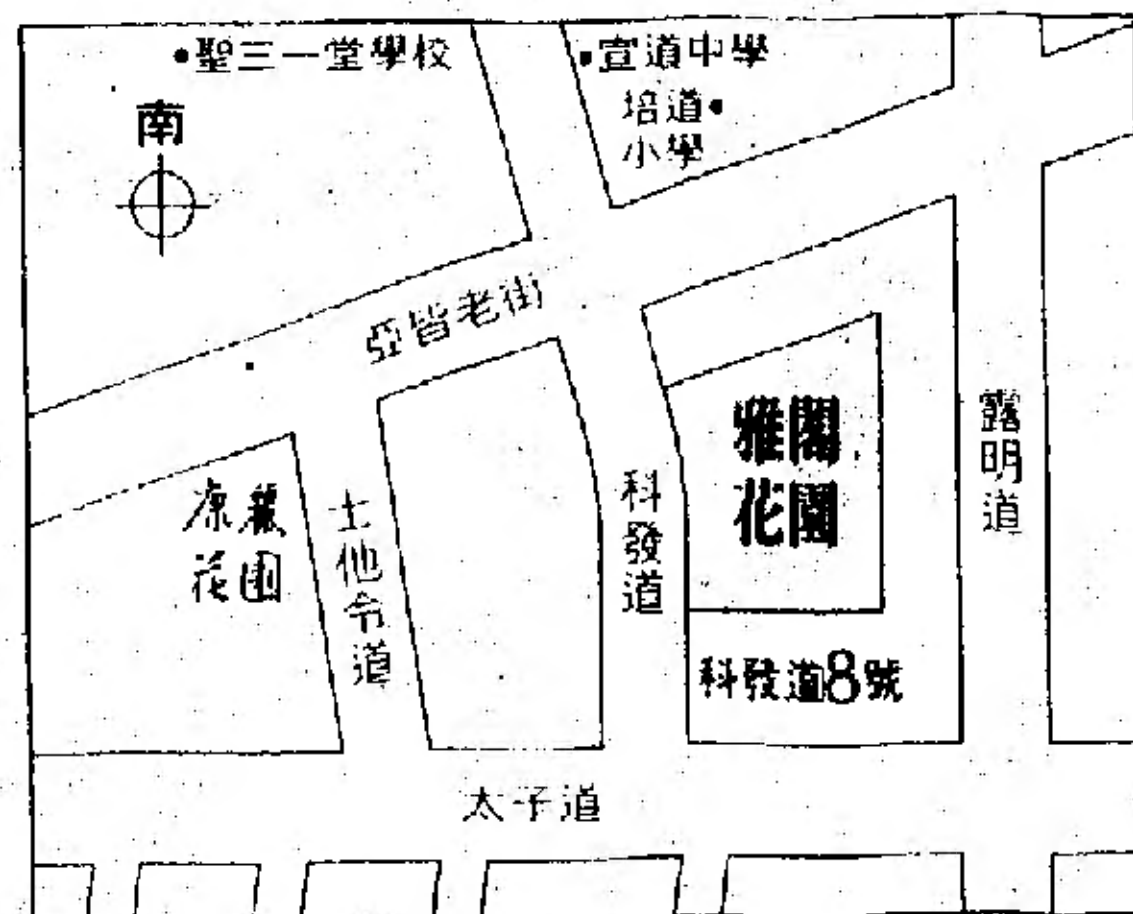 聖三一堂學校
宣道中學
培道
小學
南
亞皆老街
雅閣
花園
露明道
康麗
花園
土他令道
科發道
科發道8號
太子道